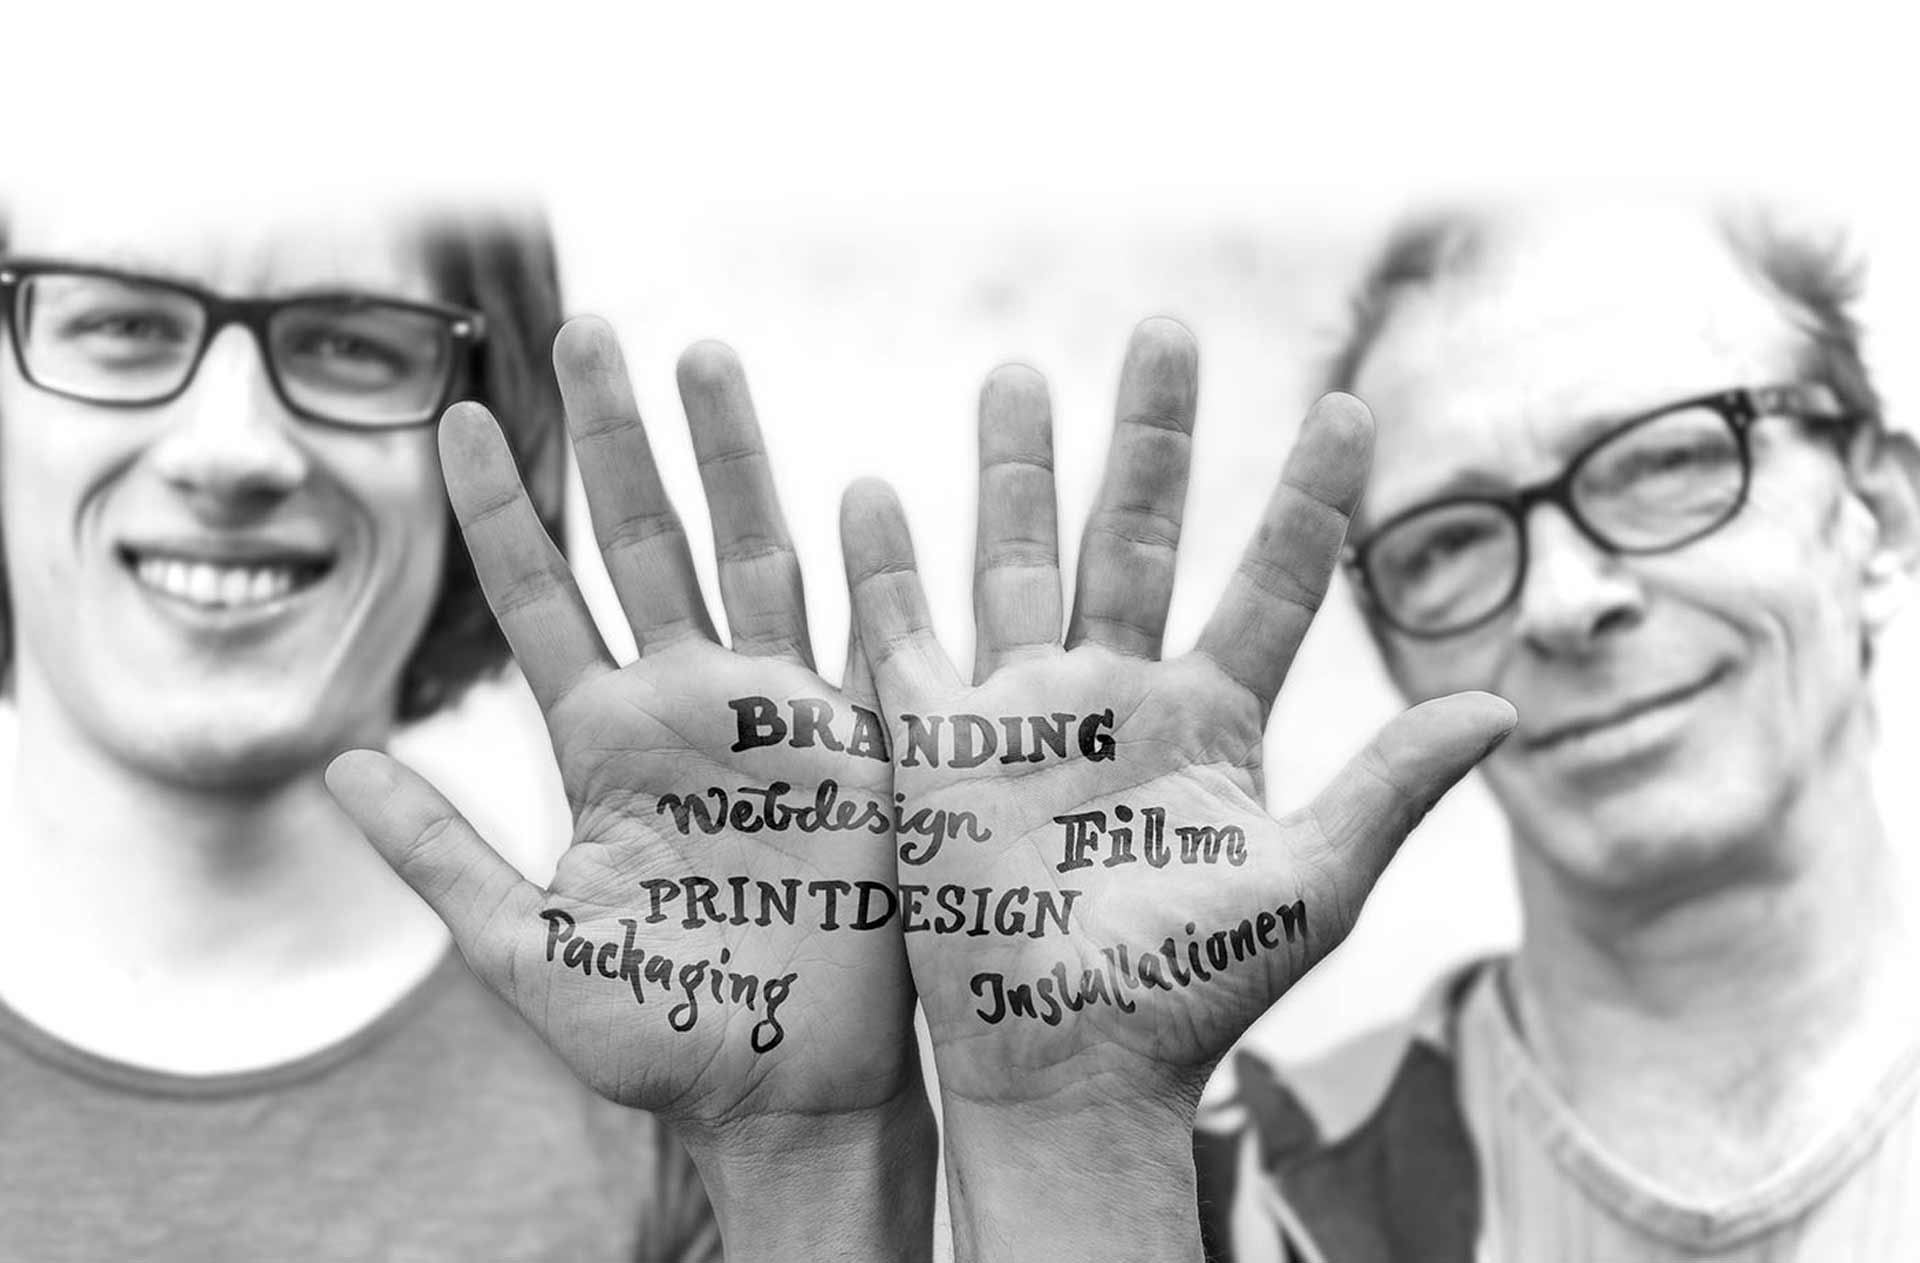 BRANDING
Webdesign
Film
PRINTDESIGN
Packaging
Installationen